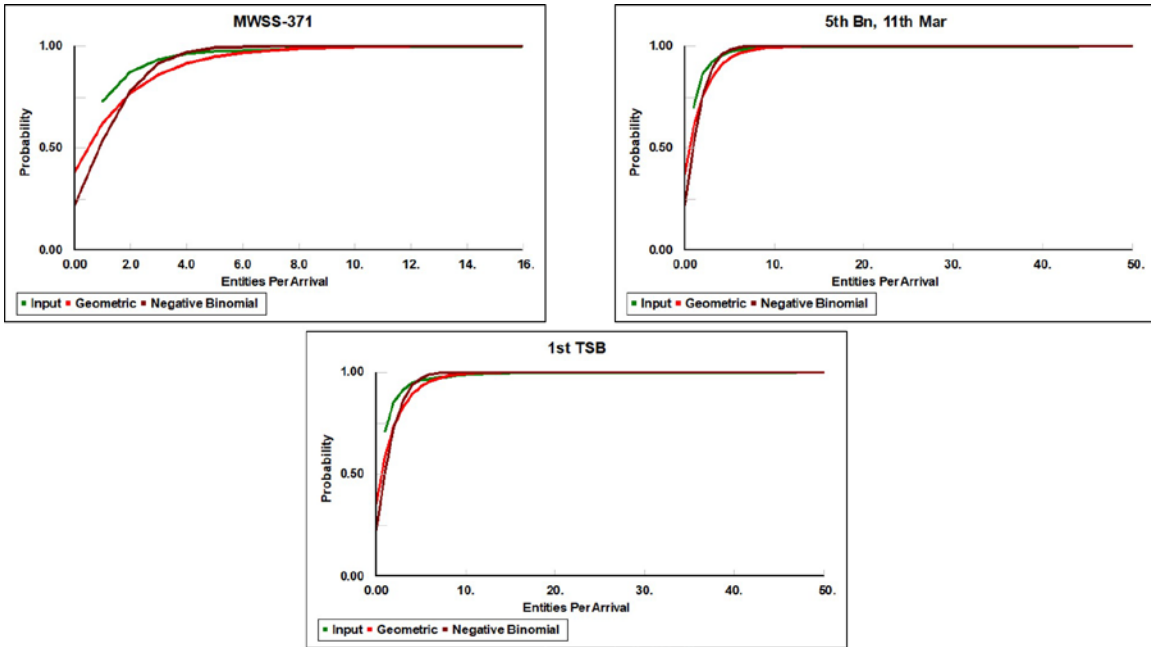 MWSS-371
1.00
0.50
0.00
Probability
0.00 2.0 4.0 6.0 8.0 10. 12. 14. 16.
Entities Per Arrival
Input Geometric Negative Binomial
5th Bn, 11th Mar
1.00
0.50
0.00
Probability
0.00 10. 20. 30. 40. 50.
Entities Per Arrival
Input Geometric Negative Binomial
1st TSB
1.00
0.50
0.00
Probability
0.00 10. 20. 30. 40. 50.
Entities Per Arrival
Input Geometric Negative Binomial